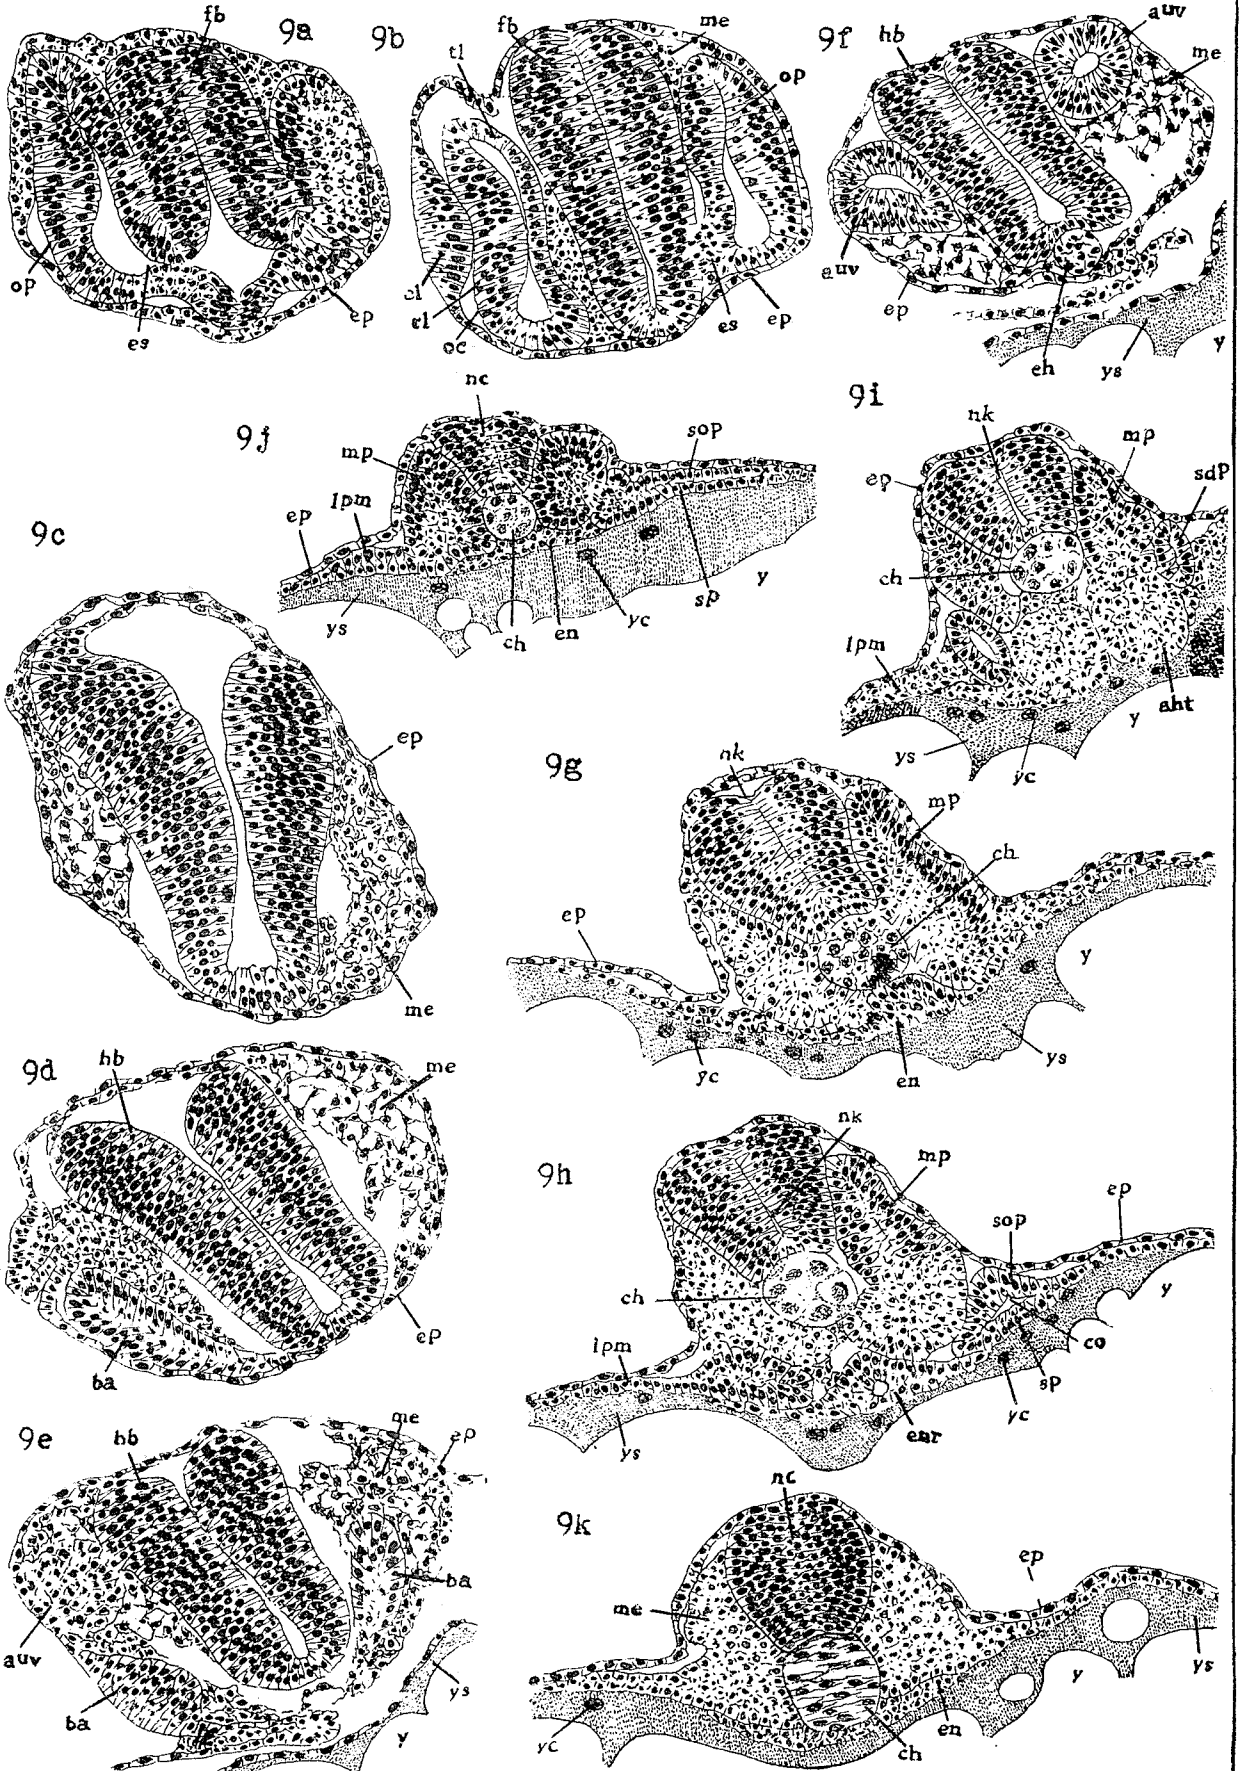 9a
fb
op
es
ep
9b
tl
fb
me
op
cl
rl
oc
es
ep
9f
hb
auv
me
auv
ep
ys
y
9j
nc
mp
sop
lpm
ep
ys
ch
en
yc
sp
y
9i
nk
mp
sdp
ep
ch
lpm
ys
yc
y
aht
9c
ep
me
9g
nk
mp
ch
ep
y
yc
en
ys
9d
hb
me
ep
ba
9h
nk
mp
ep
sop
ch
y
lpm
co
sp
ys
yc
enr
9e
hb
me
ep
ba
auv
ba
ys
y
9k
nc
ep
me
ys
y
yc
en
ch